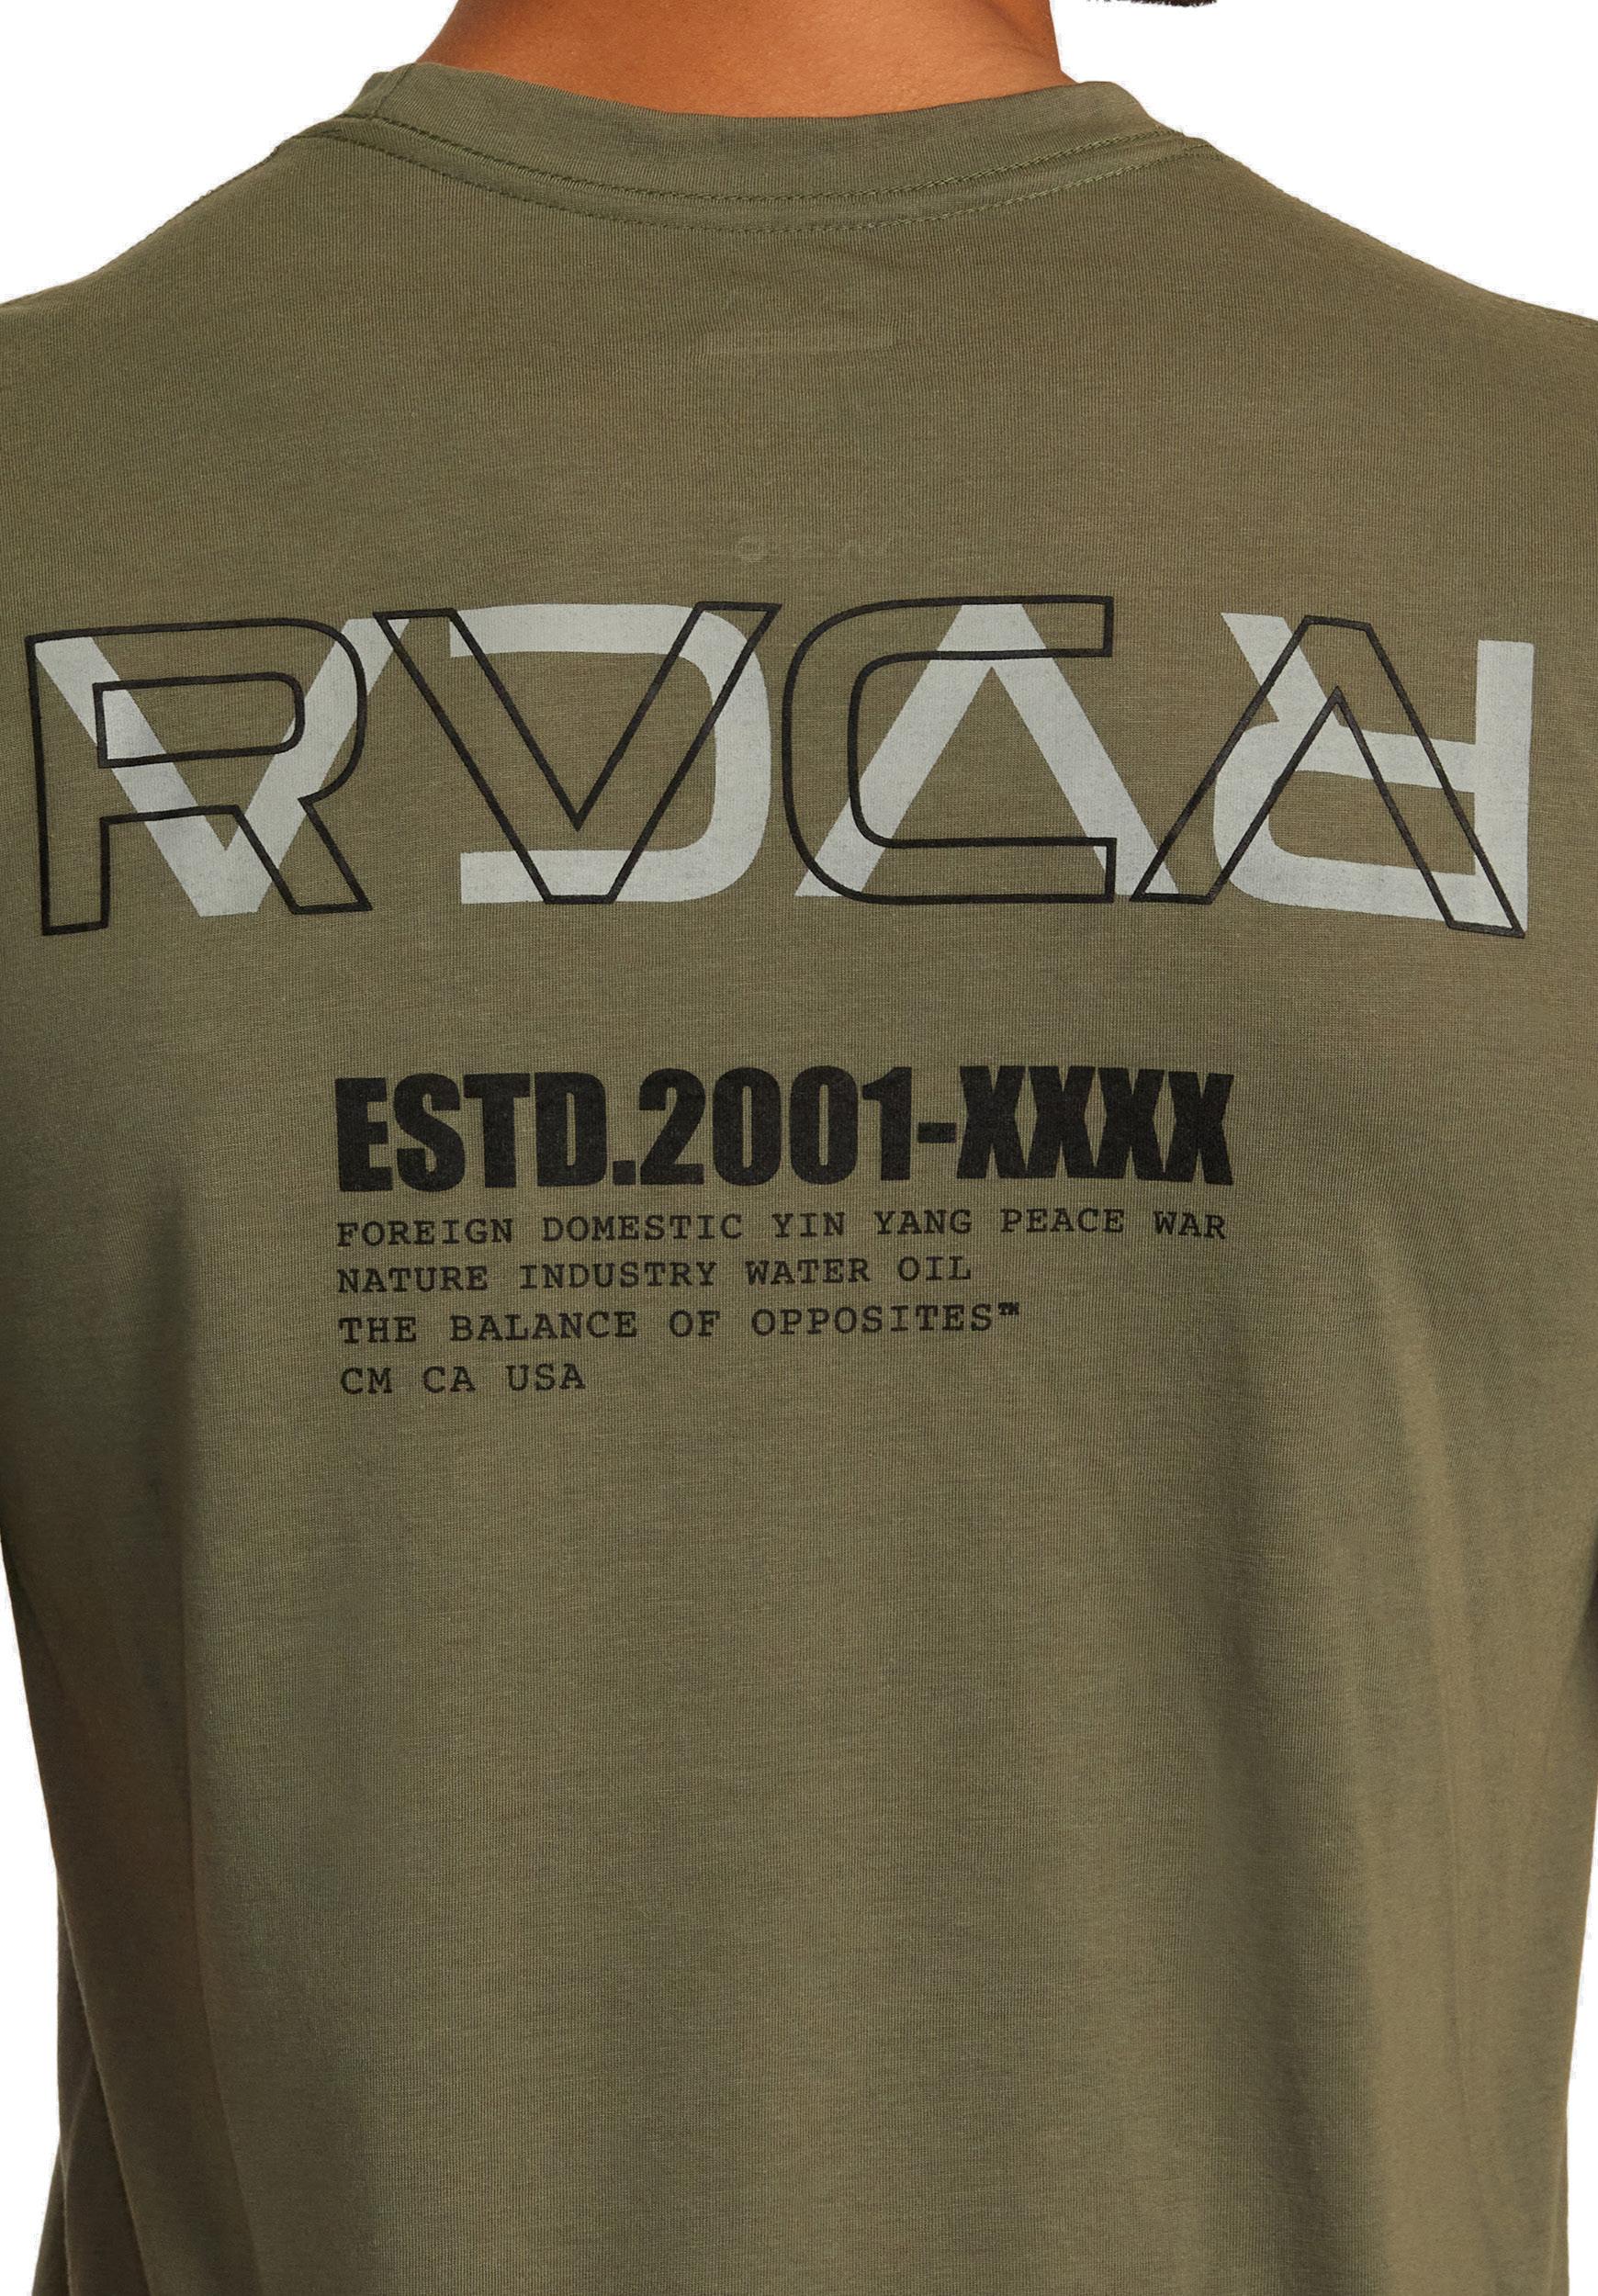 RVCA
ESTD.2001-XXXX
FOREIGN DOMESTIC YIN YANG PEACE WAR
NATURE INDUSTRY WATER OIL
THE BALANCE OF OPPOSITES™
CM CA USA